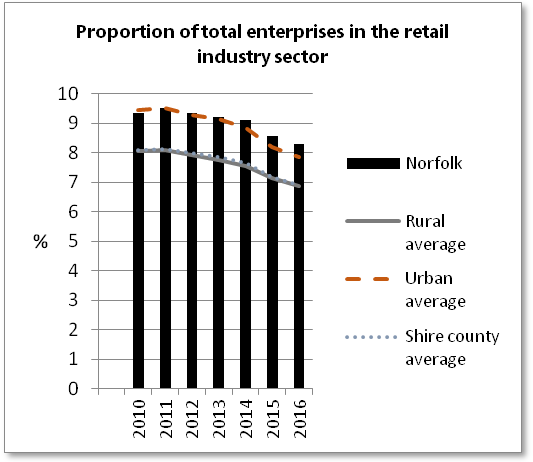 Proportion of total enterprises in the retail
industry sector
10
9
8
7
6
5
4
3
2
1
0
%
2010
2011
2012
2013
2014
2015
2016
Norfolk
Rural
average
Urban
average
Shire county
average